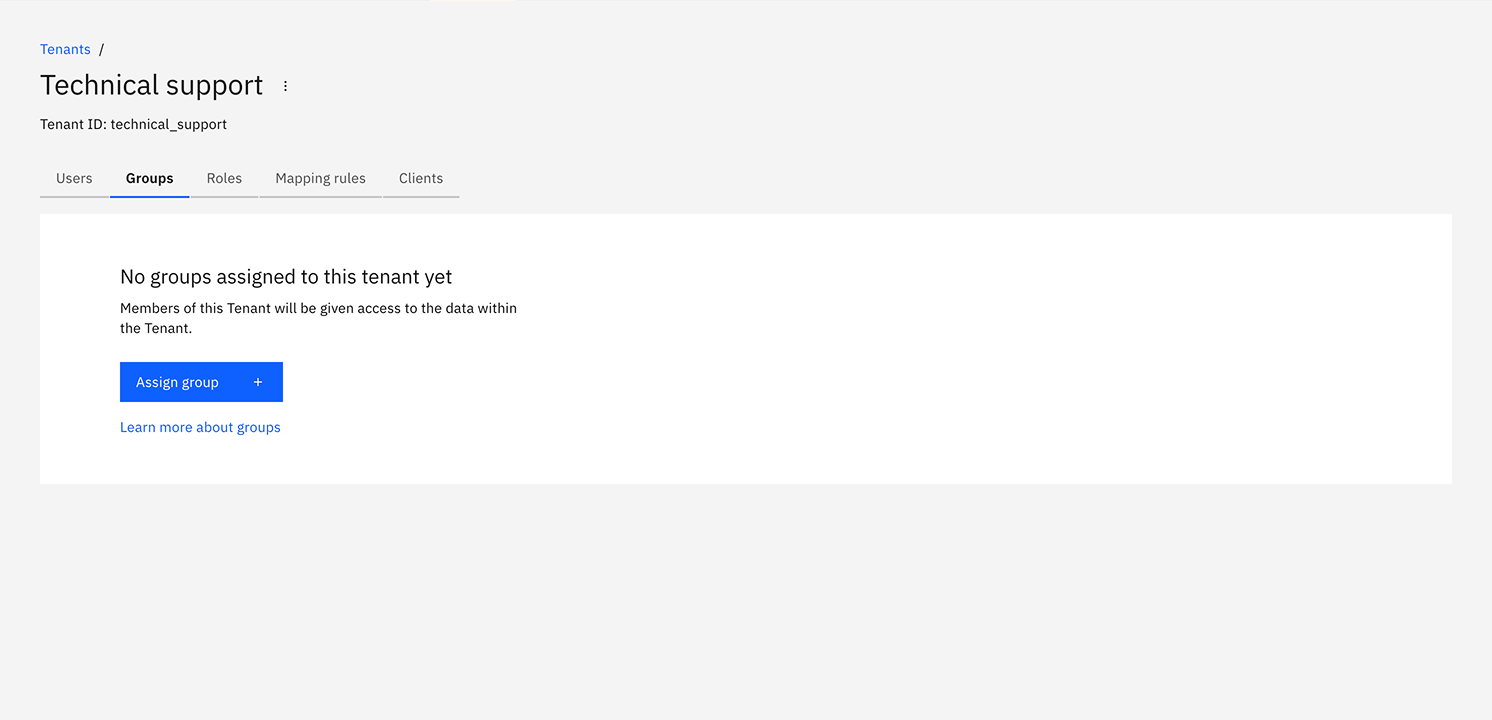 Tenants /
Technical support
Tenant ID: technical_support
Users Groups Roles Mapping rules Clients
No groups assigned to this tenant yet
Members of this Tenant will be given access to the data within
the Tenant.
Assign group +
Learn more about groups